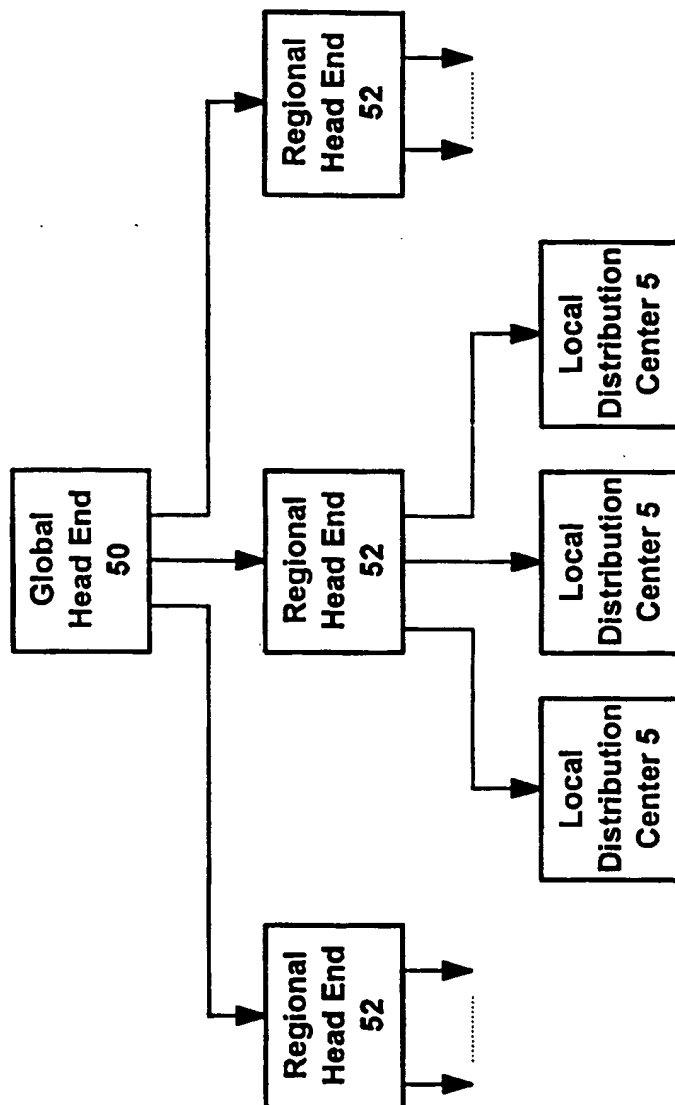 Global
Head End
50
Regional
Head End
52
Regional
Head End
52
Regional
Head End
52
Local
Distribution
Center 5
Local
Distribution
Center 5
Local
Distribution
Center 5